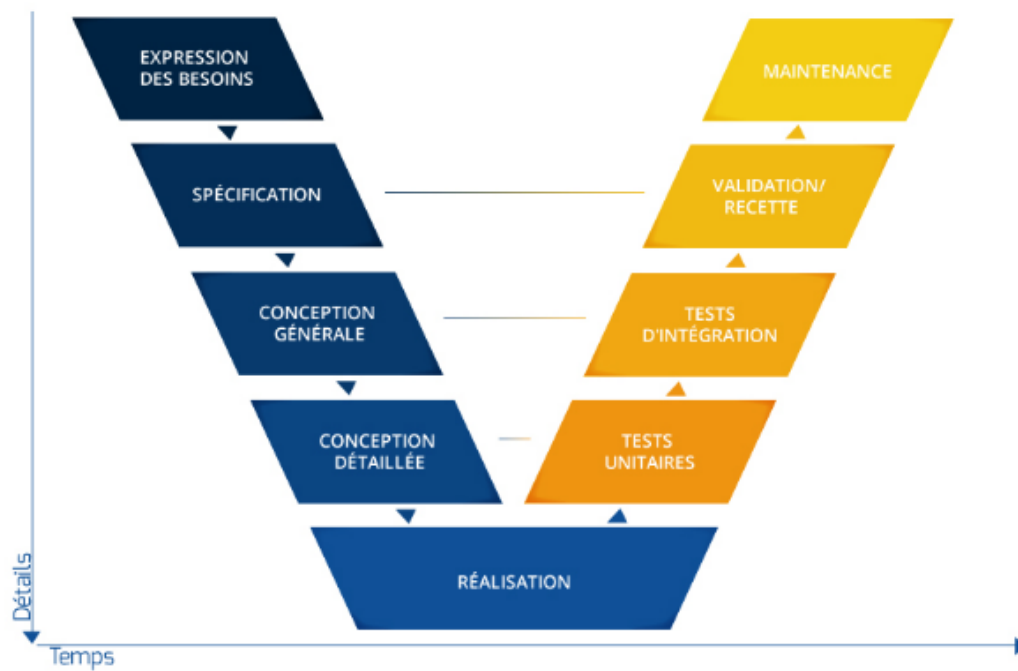 EXPRESSION
DES BESOINS
MAINTENANCE
SPÉCIFICATION
VALIDATION/
RECETTE
CONCEPTION
GÉNÉRALE
TESTS
D'INTÉGRATION
CONCEPTION
DÉTAILLÉE
TESTS
UNITAIRES
RÉALISATION
Détails
Temps